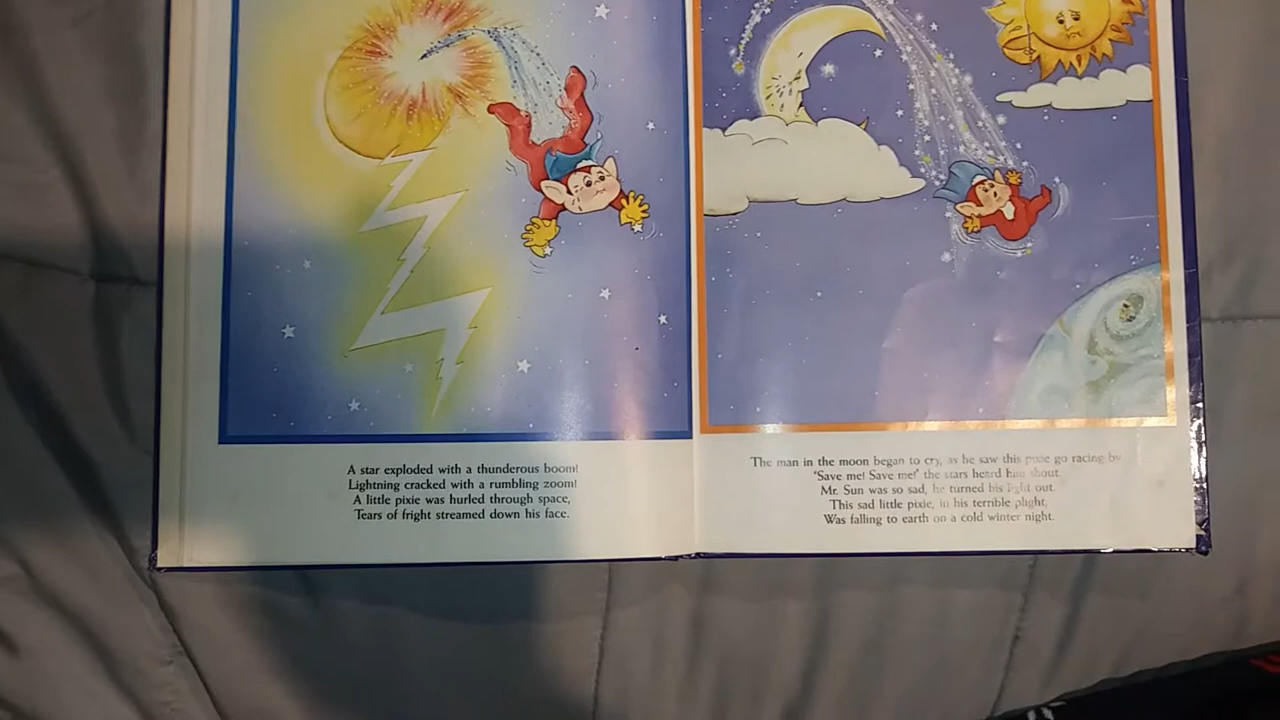 A star exploded with a thunderous boom!
Lightning cracked with a rumbling zoom!
A little pixie was hurled through space,
Tears of fright streamed down his face.
The man in the moon began to cry, as he saw this pixie go racing by.
"Save me! Save me!" the stars heard him shout.
Mr. Sun was so sad, he turned his light out.
This sad little pixie, in his terrible plight,
Was falling to earth on a cold winter night.